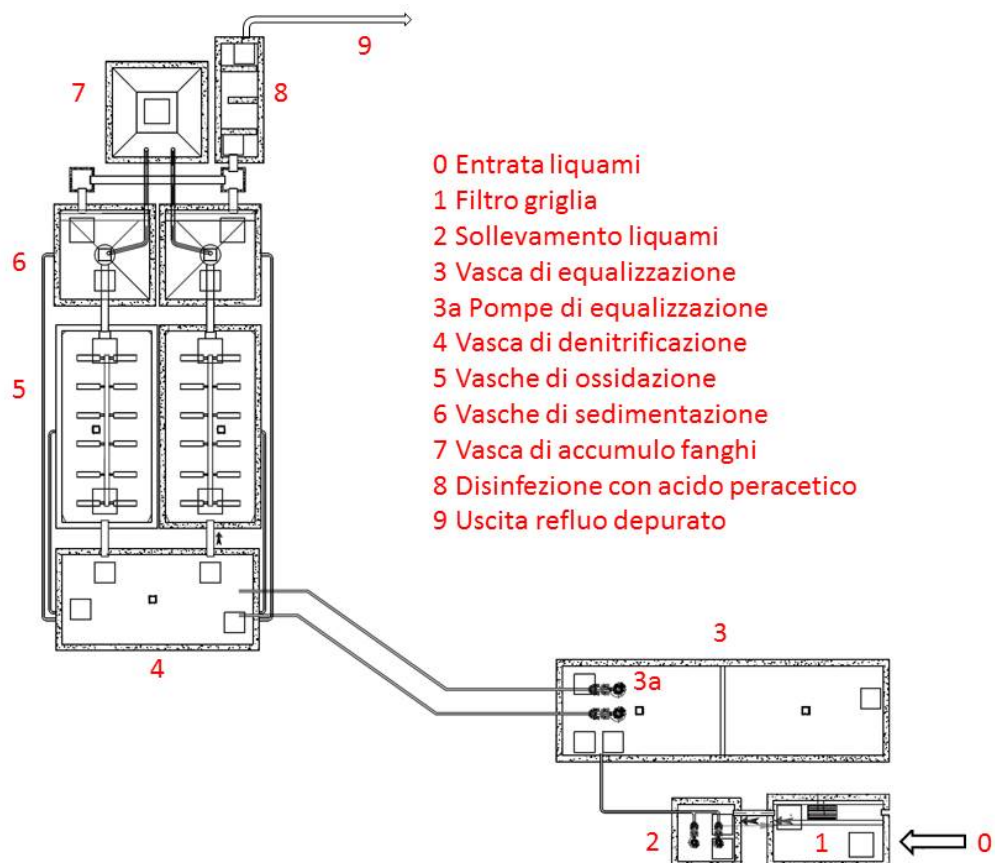 9
7
8
0 Entrata liquami
1 Filtro griglia
2 Sollevamento liquami
6
3 Vasca di equalizzazione
3a Pompe di equalizzazione
4 Vasca di denitrificazione
5
5 Vasche di ossidazione
6 Vasche di sedimentazione
7 Vasca di accumulo fanghi
8 Disinfezione con acido peracetico
9 Uscita refluo depurato
3
4
3a
2
1
0